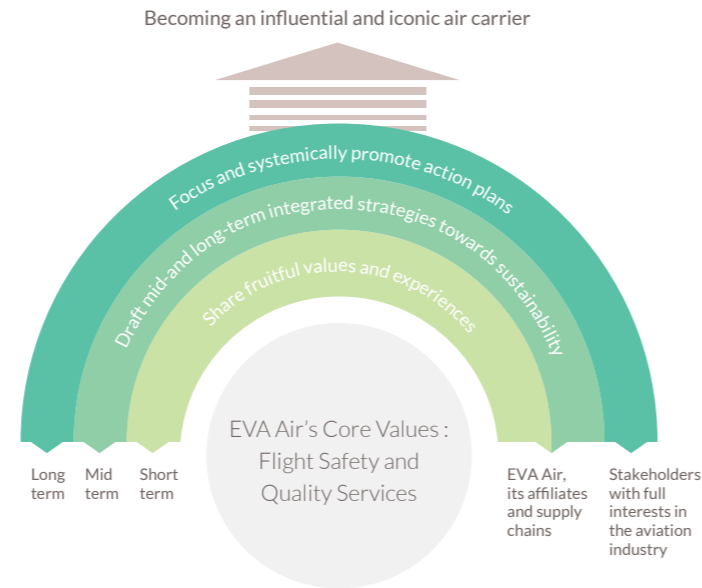 Becoming an influential and iconic air carrier
Focus and systemically promote action plans
Draft mid-and long-term integrated strategies towards sustainability
Share fruitful values and experiences
EVA Air's Core Values :
Flight Safety and
Quality Services
Long
term
Mid
term
Short
term
EVA Air,
its affiliates
and supply
chains
Stakeholders
with full
interests in
the aviation
industry